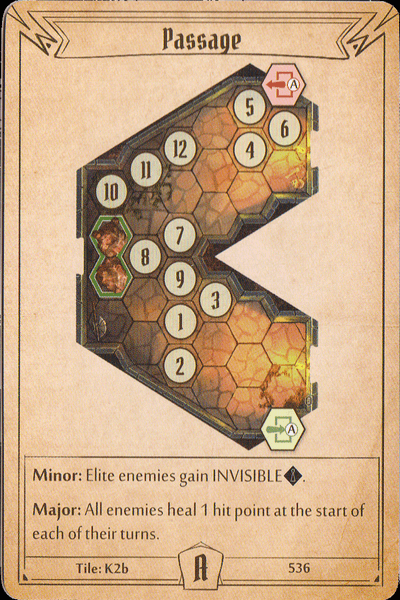 Passage
A
5
6
12
4
11
10
7
8
9
3
1
2
A
Minor: Elite enemies gain INVISIBLE.
Major: All enemies heal 1 hit point at the start of
each of their turns.
Tile: K2b A 536